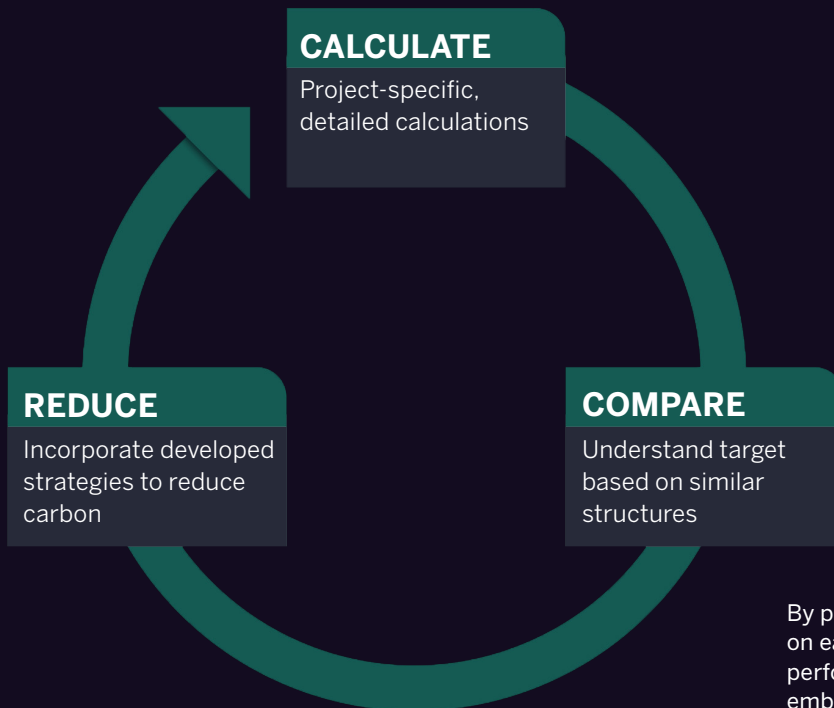 CALCULATE
Project-specific,
detailed calculations
REDUCE
Incorporate developed
strategies to reduce
carbon
COMPARE
Understand target
based on similar
structures
By p
on ea
perfo
emb